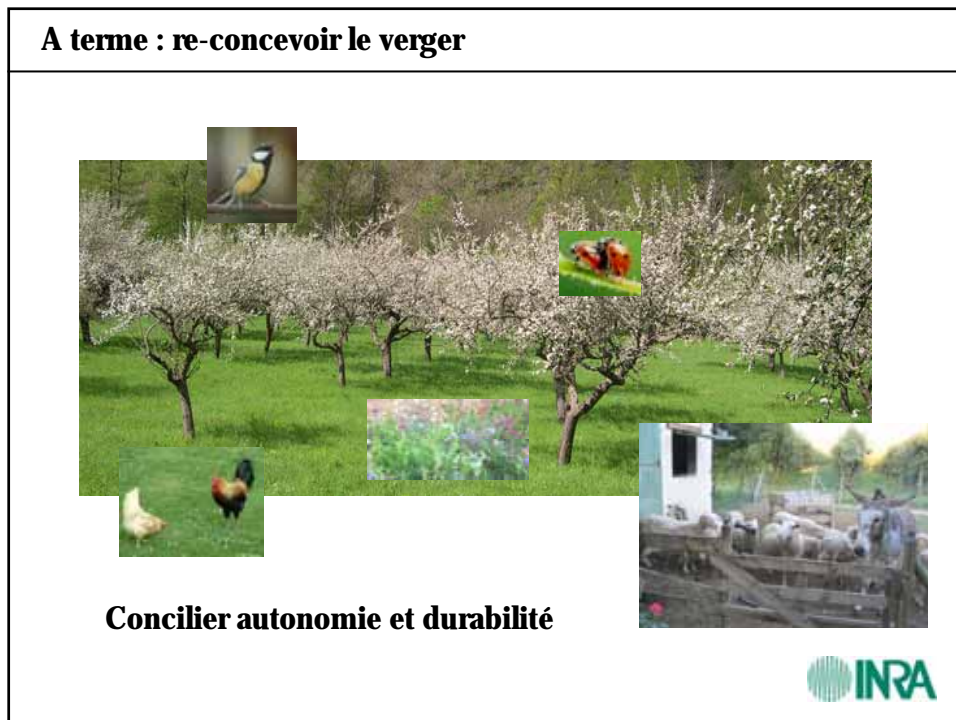 A terme : re-concevoir le verger
Concilier autonomie et durabilité
INRA